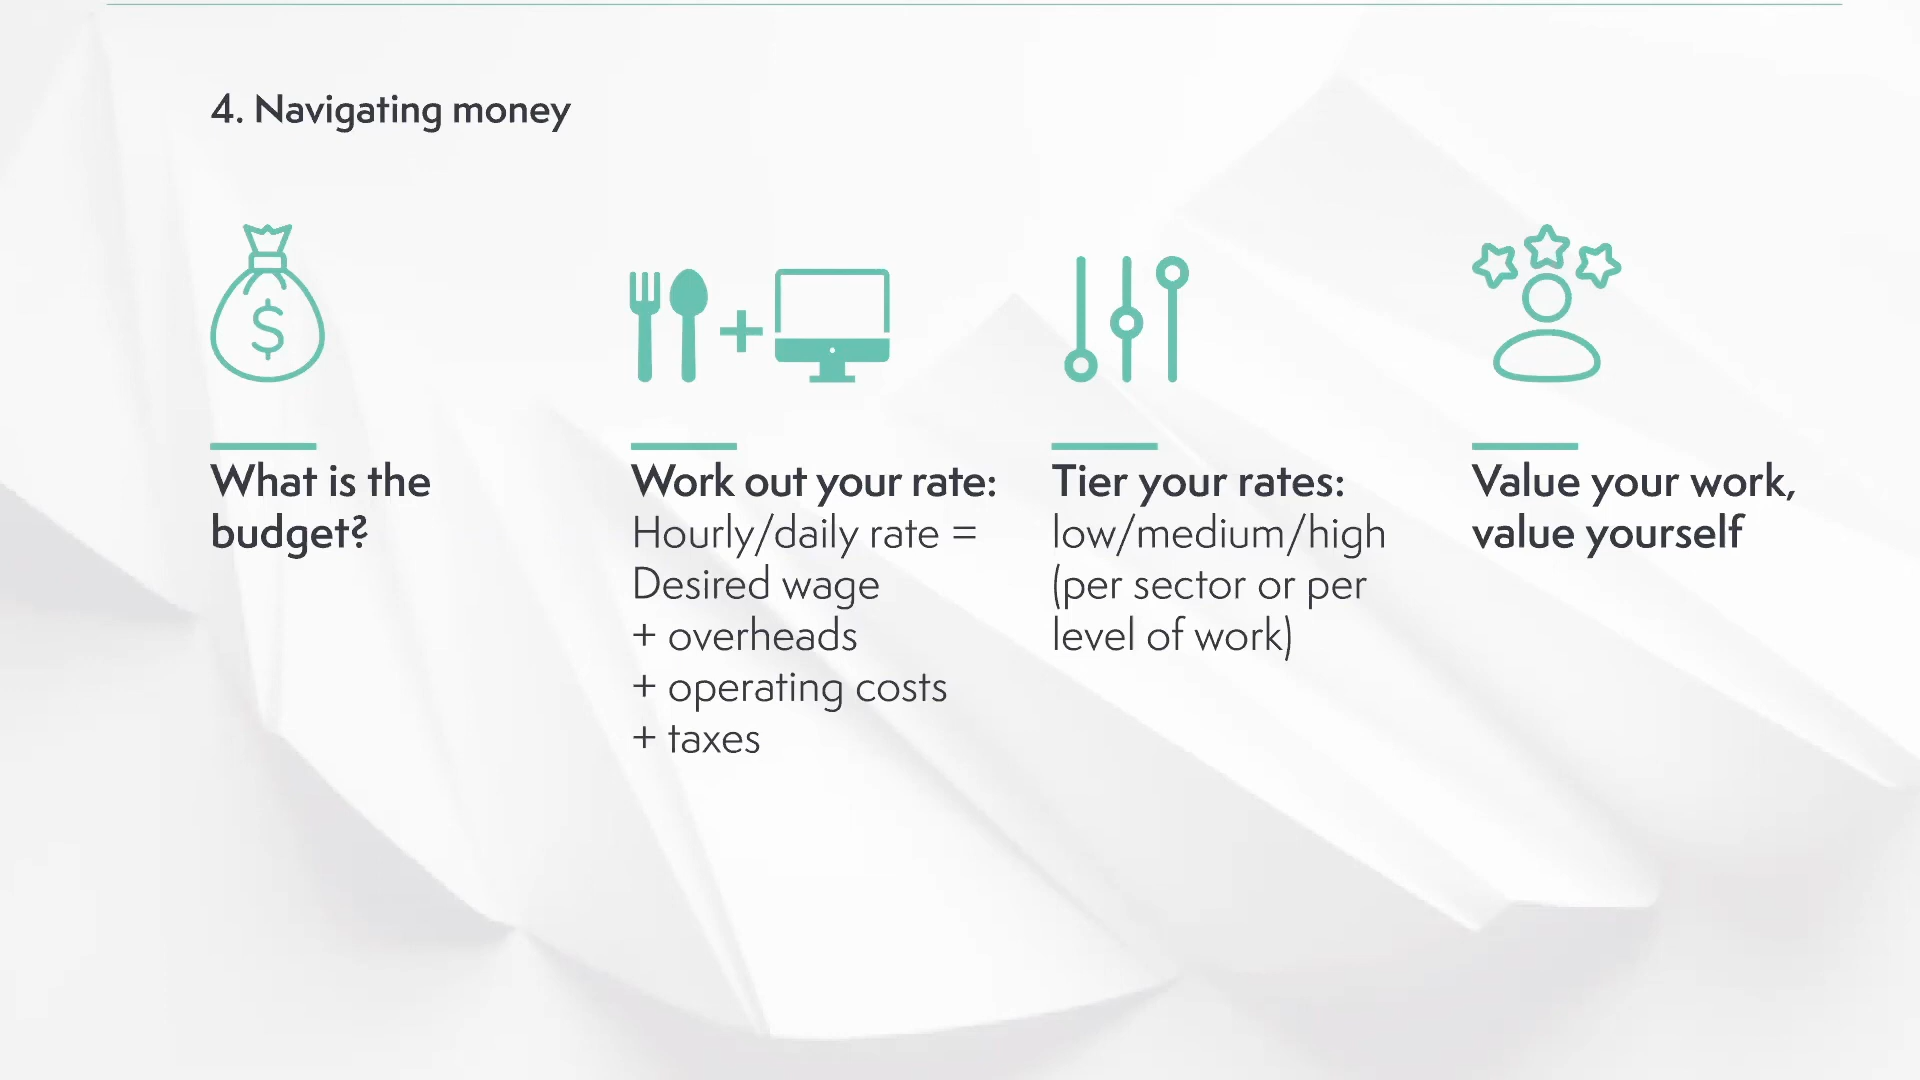 4. Navigating money
$
What is the
budget?
Work out your rate:
Hourly/daily rate =
Desired wage
+ overheads
+ operating costs
+ taxes
Tier your rates:
low/medium/high
(per sector or per
level of work)
Value your work,
value yourself